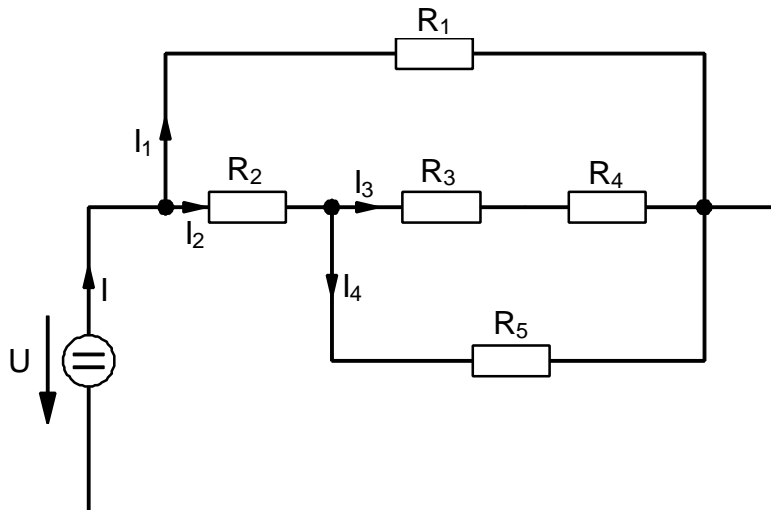 R₁
I₁
R₂
I₃
R₃
R₄
I₂
I
I₄
R₅
U